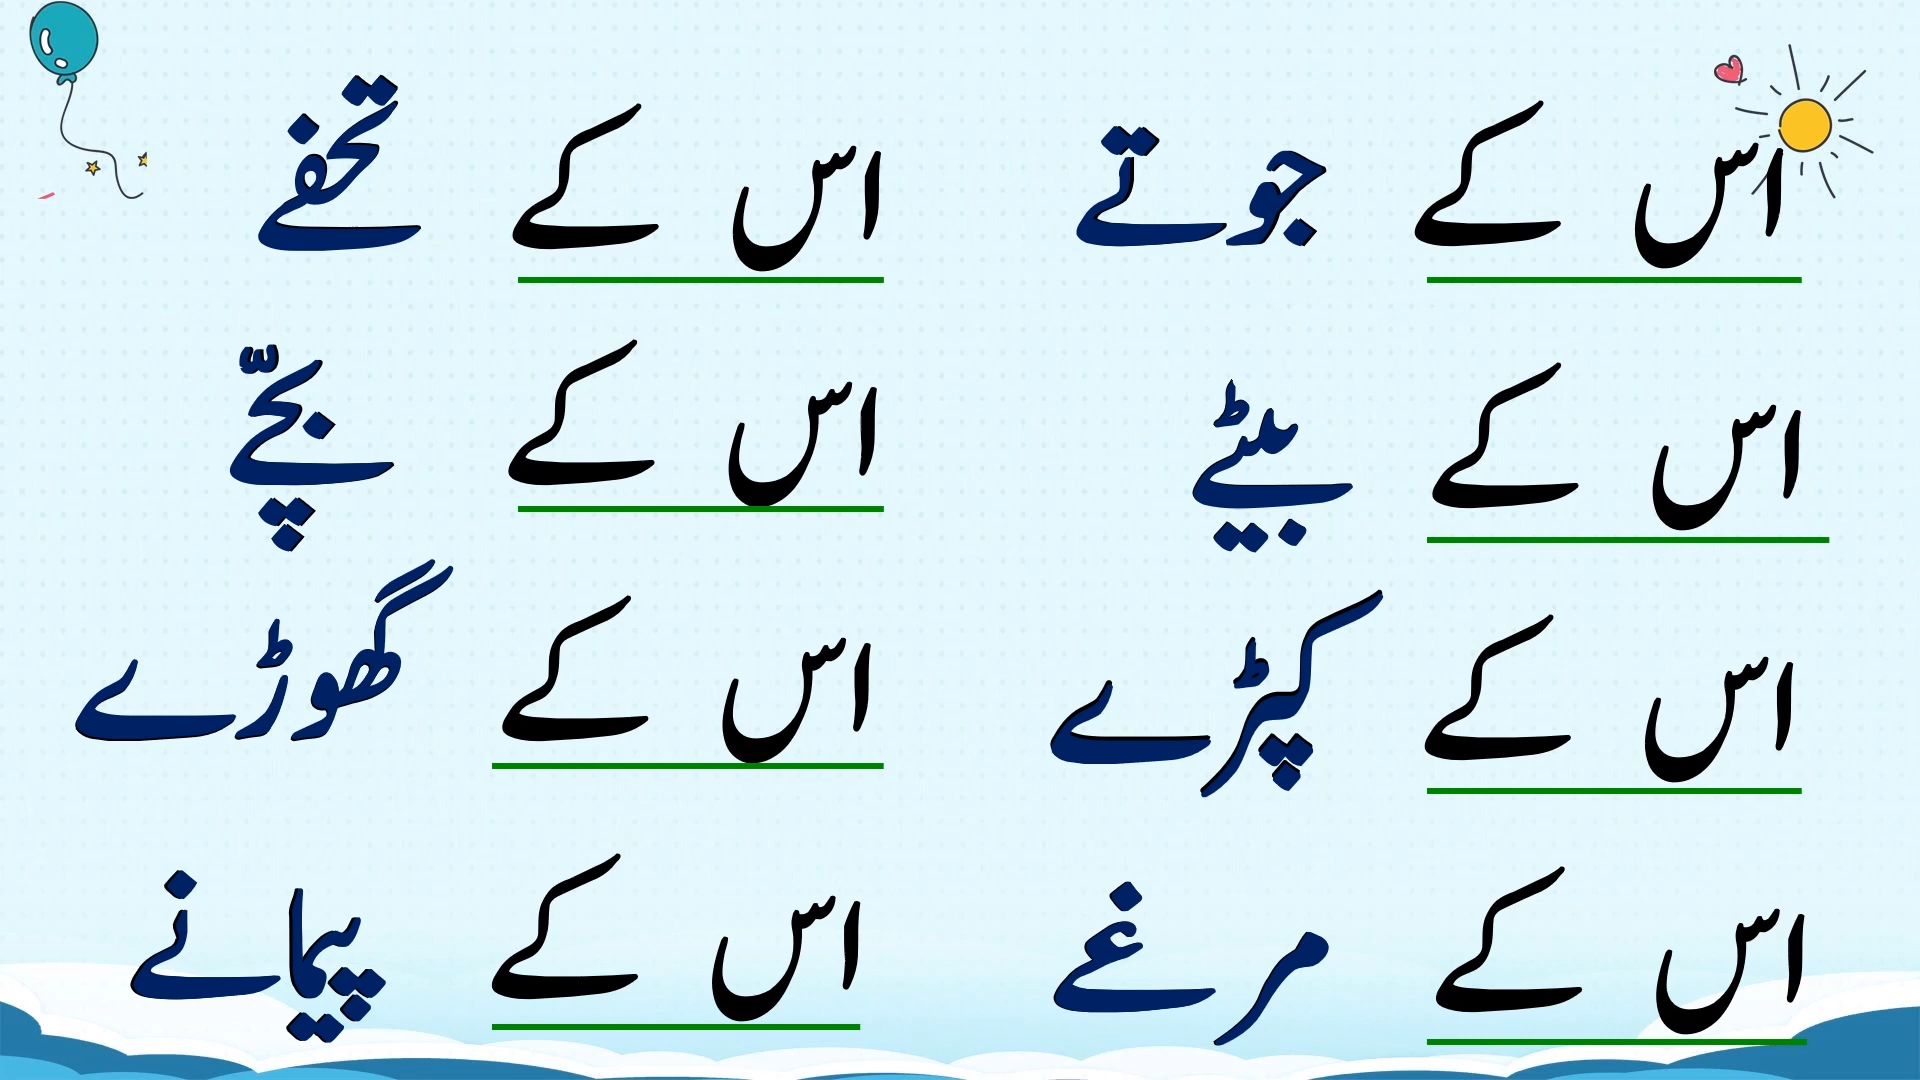 اس کے جوتے
اس کے تحفے
اس کے بیٹے
اس کے بچّے
اس کے کپڑے
اس کے گھوڑے
اس کے مرغے
اس کے پیمانے